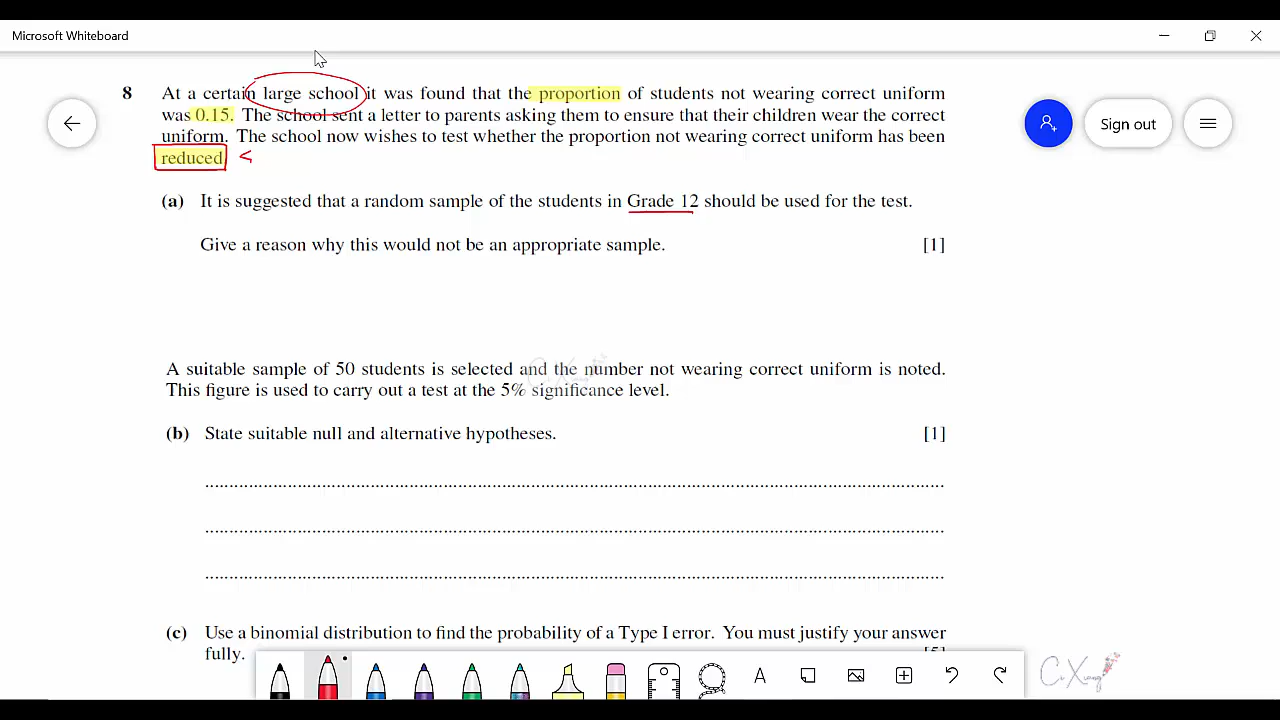 Microsoft Whiteboard
8 At a certain large school it was found that the proportion of students not wearing correct uniform
was 0.15. The school sent a letter to parents asking them to ensure that their children wear the correct
uniform. The school now wishes to test whether the proportion not wearing correct uniform has been
reduced. <
Sign out
(a) It is suggested that a random sample of the students in Grade 12 should be used for the test.
Give a reason why this would not be an appropriate sample. [1]
A suitable sample of 50 students is selected and the number not wearing correct uniform is noted.
This figure is used to carry out a test at the 5% significance level.
(b) State suitable null and alternative hypotheses. [1]
(c) Use a binomial distribution to find the probability of a Type I error. You must justify your answer
fully. [5]
A
Ci Xiang